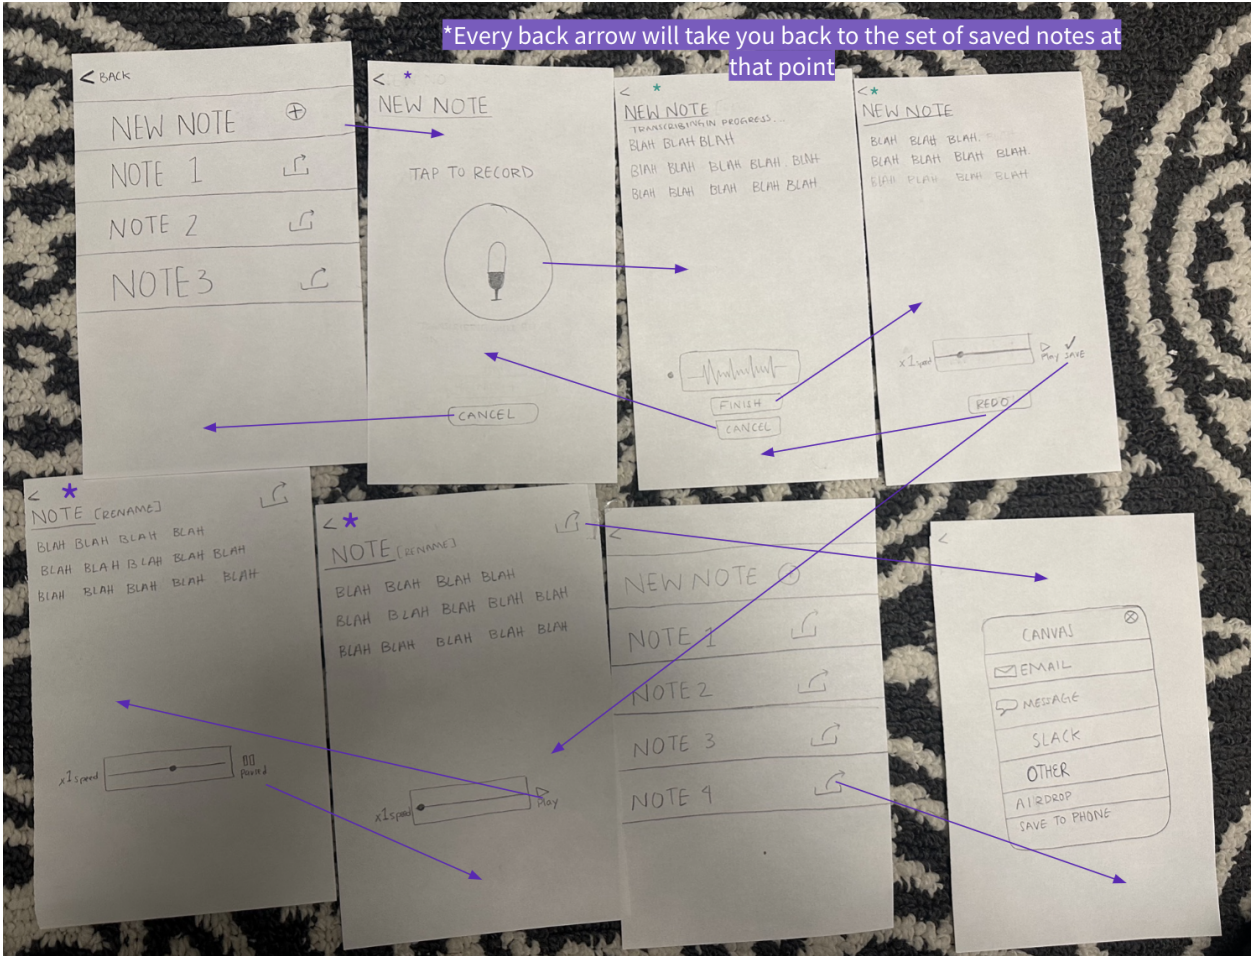 *Every back arrow will take you back to the set of saved notes at
that point
< BACK
NEW NOTE
NOTE 1
NOTE 2
NOTE 3
< *
NEW NOTE
TAP TO RECORD
CANCEL
< *
NEW NOTE
TRANSCRIBING IN PROGRESS...
BLAH BLAH BLAH
BLAH BLAH BLAH BLAH BLAH
BLAH BLAH BLAH BLAH BLAH
FINISH
CANCEL
< *
NEW NOTE
BLAH BLAH BLAH.
BLAH BLAH BLAH BLAH.
BLAH BLAH BLAH BLAH
x1 speed
Play SAVE
REDO
< *
NOTE [RENAME]
BLAH BLAH BLAH BLAH
BLAH BLAH BLAH BLAH BLAH
BLAH BLAH BLAH BLAH BLAH
x1 speed
Paused
< *
NOTE [RENAME]
BLAH BLAH BLAH BLAH
BLAH BLAH BLAH BLAH BLAH
BLAH BLAH BLAH BLAH BLAH
x1 speed
Play
<
NEW NOTE
NOTE 1
NOTE 2
NOTE 3
NOTE 4
<
CANVAS
EMAIL
MESSAGE
SLACK
OTHER
AIRDROP
SAVE TO PHONE